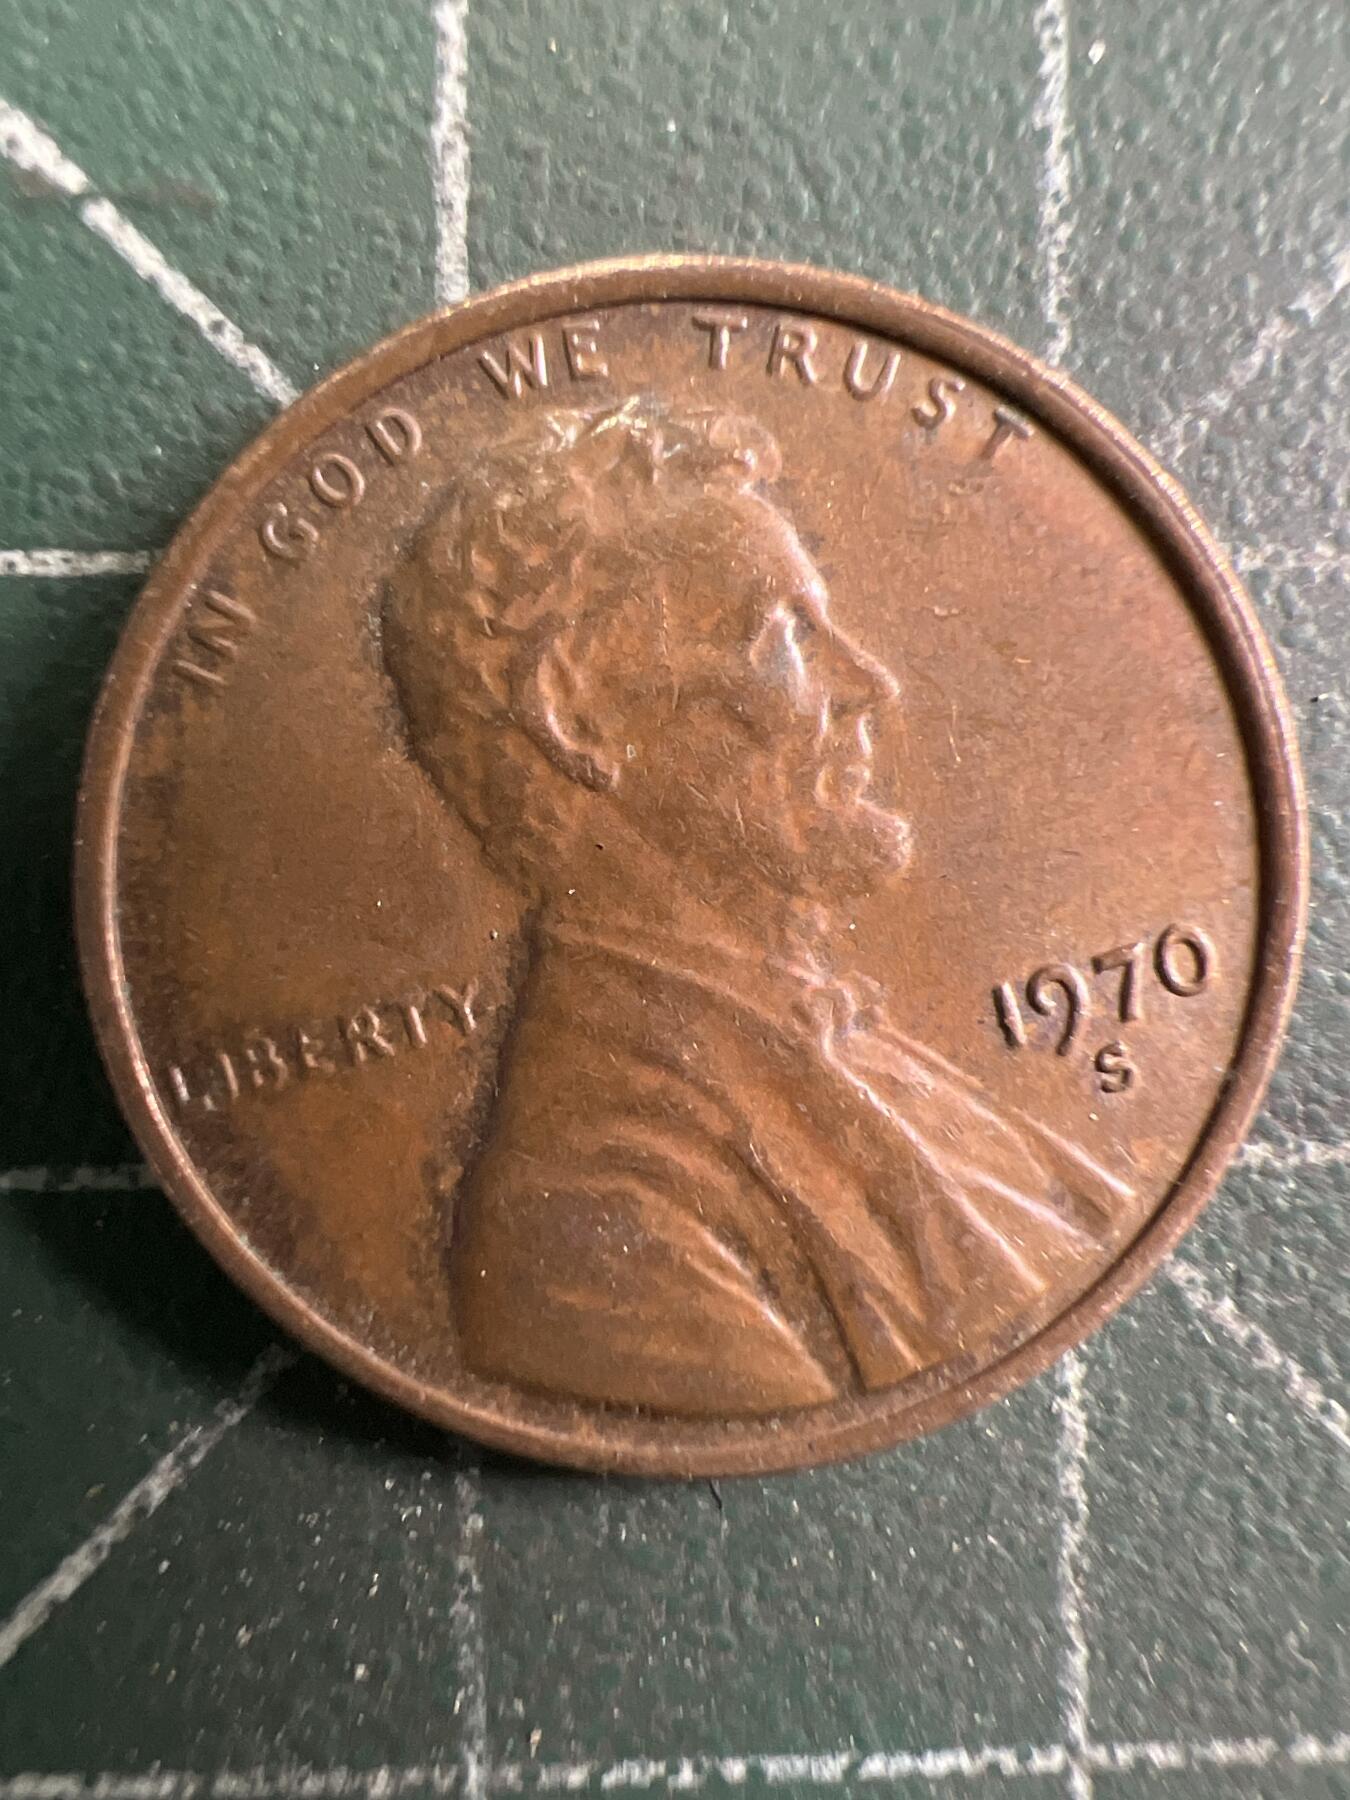 IN GOD WE TRUST
LIBERTY
1970
S